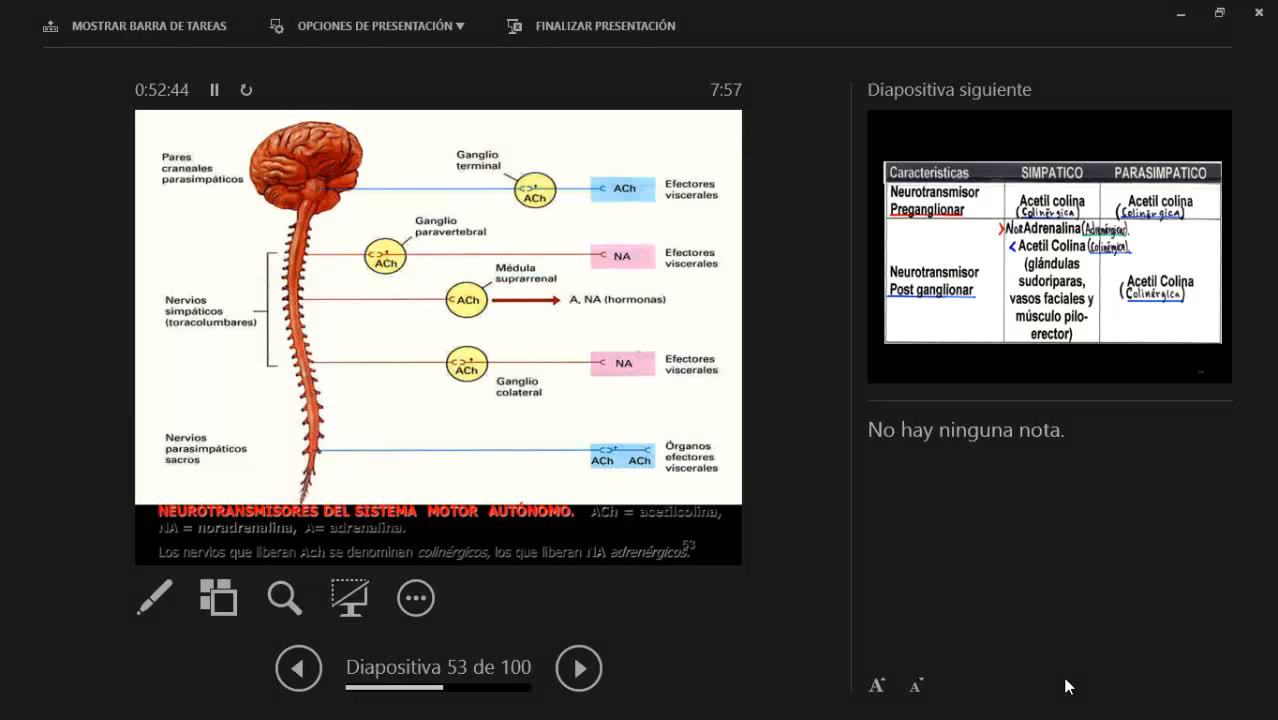 MOSTRAR BARRA DE TAREAS
OPCIONES DE PRESENTACIÓN ▼
FINALIZAR PRESENTACIÓN
0:52:44
7:57
Pares
craneales
parasimpáticos
Ganglio
terminal
ACh
ACh
Efectores
viscerales
Ganglio
paravertebral
ACh
NA
Efectores
viscerales
Médula
suprarrenal
ACh
A, NA (hormonas)
Nervios
simpáticos
(toracolumbares)
ACh
NA
Efectores
viscerales
Ganglio
colateral
Nervios
parasimpáticos
sacros
ACh ACh
Órganos
efectores
viscerales
NEUROTRANSMISORES DEL SISTEMA MOTOR AUTÓNOMO. ACh = acetilcolina,
NA = noradrenalina, A= adrenalina.
Los nervios que liberan Ach se denominan colinérgicos, los que liberan NA adrenérgicos.
53
Diapositiva 53 de 100
Diapositiva siguiente
Caracteristicas SIMPATICO PARASIMPATICO
Neurotransmisor
Preganglionar
Acetil colina
(Colinérgica)
Acetil colina
(Colinérgica)
Neurotransmisor
Post ganglionar
NorAdrenalina (Adrenérgica).
Acetil Colina (Colinérgica).
(glándulas
sudoriparas,
vasos faciales y
músculo pilo-
erector)
Acetil Colina
(Colinérgica)
No hay ninguna nota.
A A